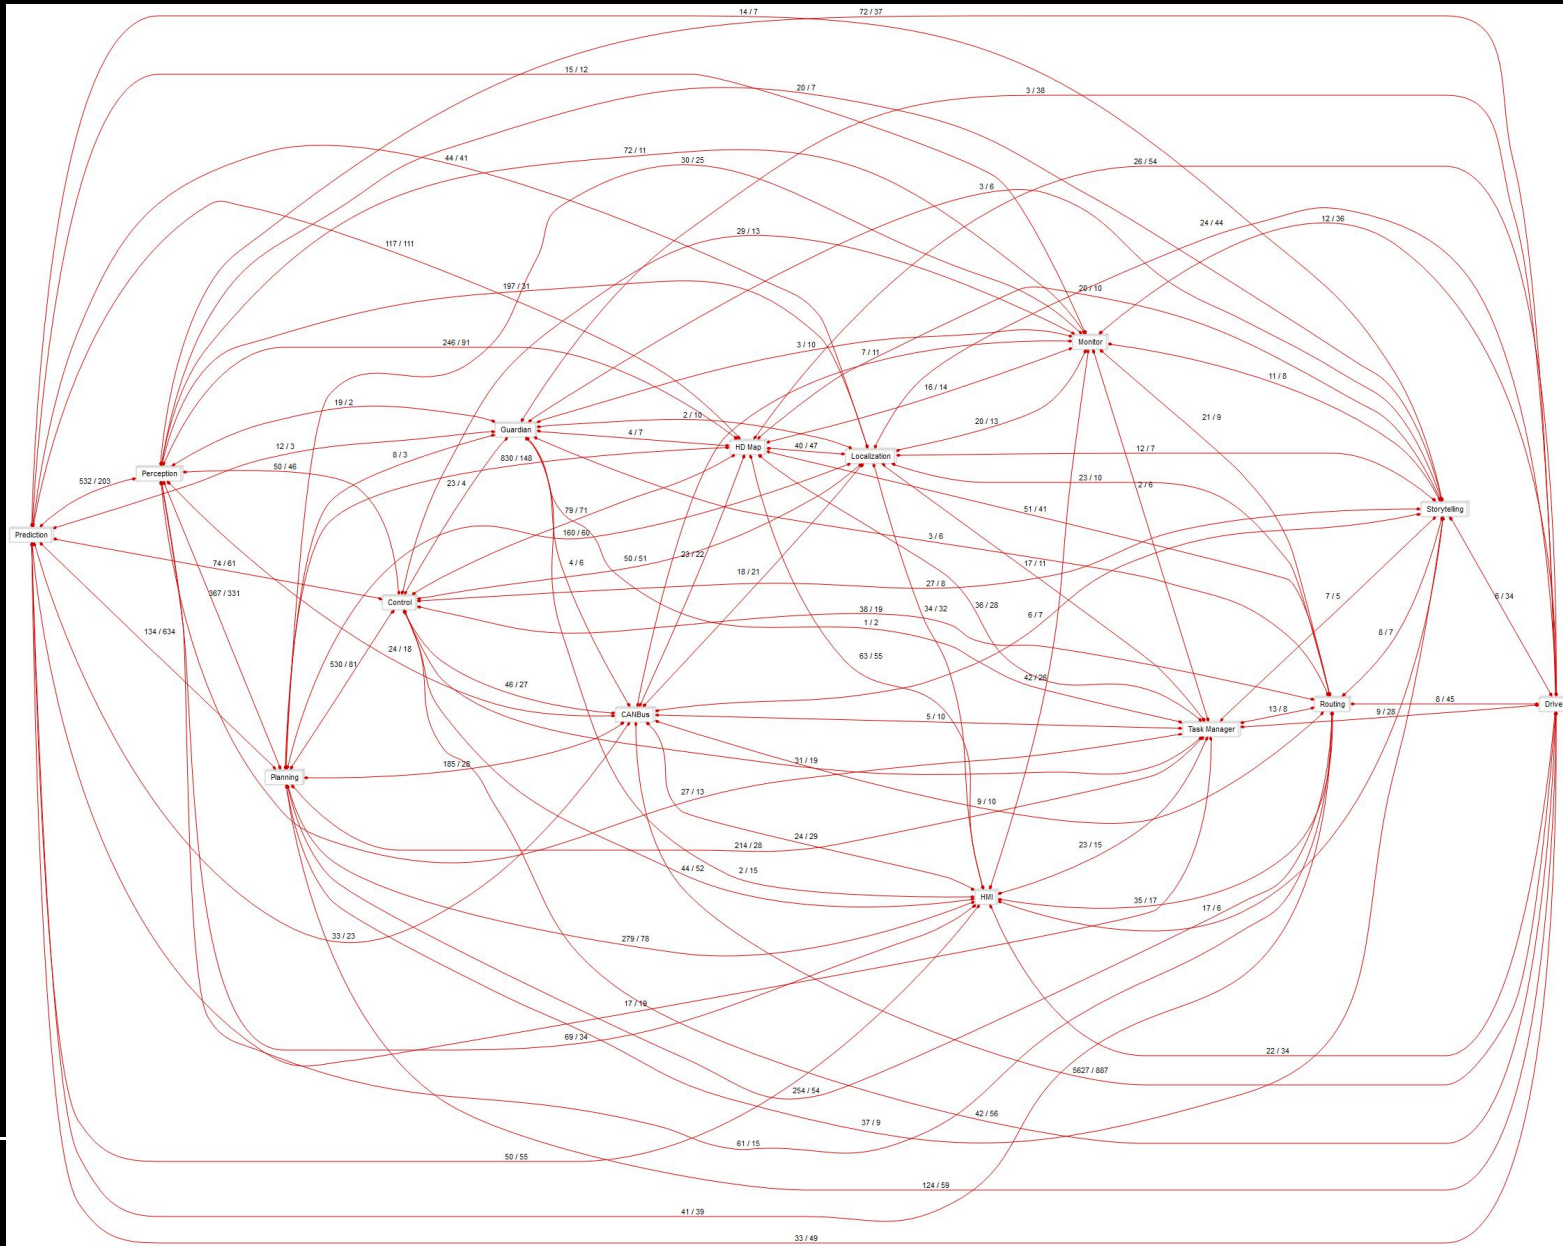 14 / 7
72 / 37
15 / 12
20 / 7
3 / 38
44 / 41
72 / 11
30 / 25
26 / 54
3 / 6
24 / 44
12 / 36
29 / 13
117 / 111
197 / 31
20 / 10
246 / 91
3 / 10
7 / 11
Monitor
11 / 8
16 / 14
19 / 2
2 / 10
20 / 13
21 / 9
Guardian
4 / 7
12 / 3
HD Map
40 / 47
12 / 7
8 / 3
830 / 148
Localization
50 / 46
Perception
532 / 203
23 / 4
23 / 10
2 / 6
79 / 71
51 / 41
Storytelling
Prediction
160 / 60
3 / 6
50 / 51
23 / 22
4 / 6
74 / 61
18 / 21
17 / 11
27 / 8
367 / 331
Control
36 / 28
7 / 5
6 / 34
38 / 19
34 / 32
6 / 7
1 / 2
134 / 634
8 / 7
24 / 18
63 / 55
530 / 81
42 / 26
46 / 27
8 / 45
Routing
Drive
13 / 8
9 / 28
CANBus
5 / 10
Task Manager
185 / 26
31 / 19
Planning
27 / 13
9 / 10
24 / 29
214 / 28
23 / 15
44 / 52
2 / 15
HMI
35 / 17
17 / 6
33 / 23
279 / 78
17 / 19
69 / 34
22 / 34
5627 / 887
254 / 54
42 / 56
37 / 9
61 / 15
50 / 55
124 / 59
41 / 39
33 / 49